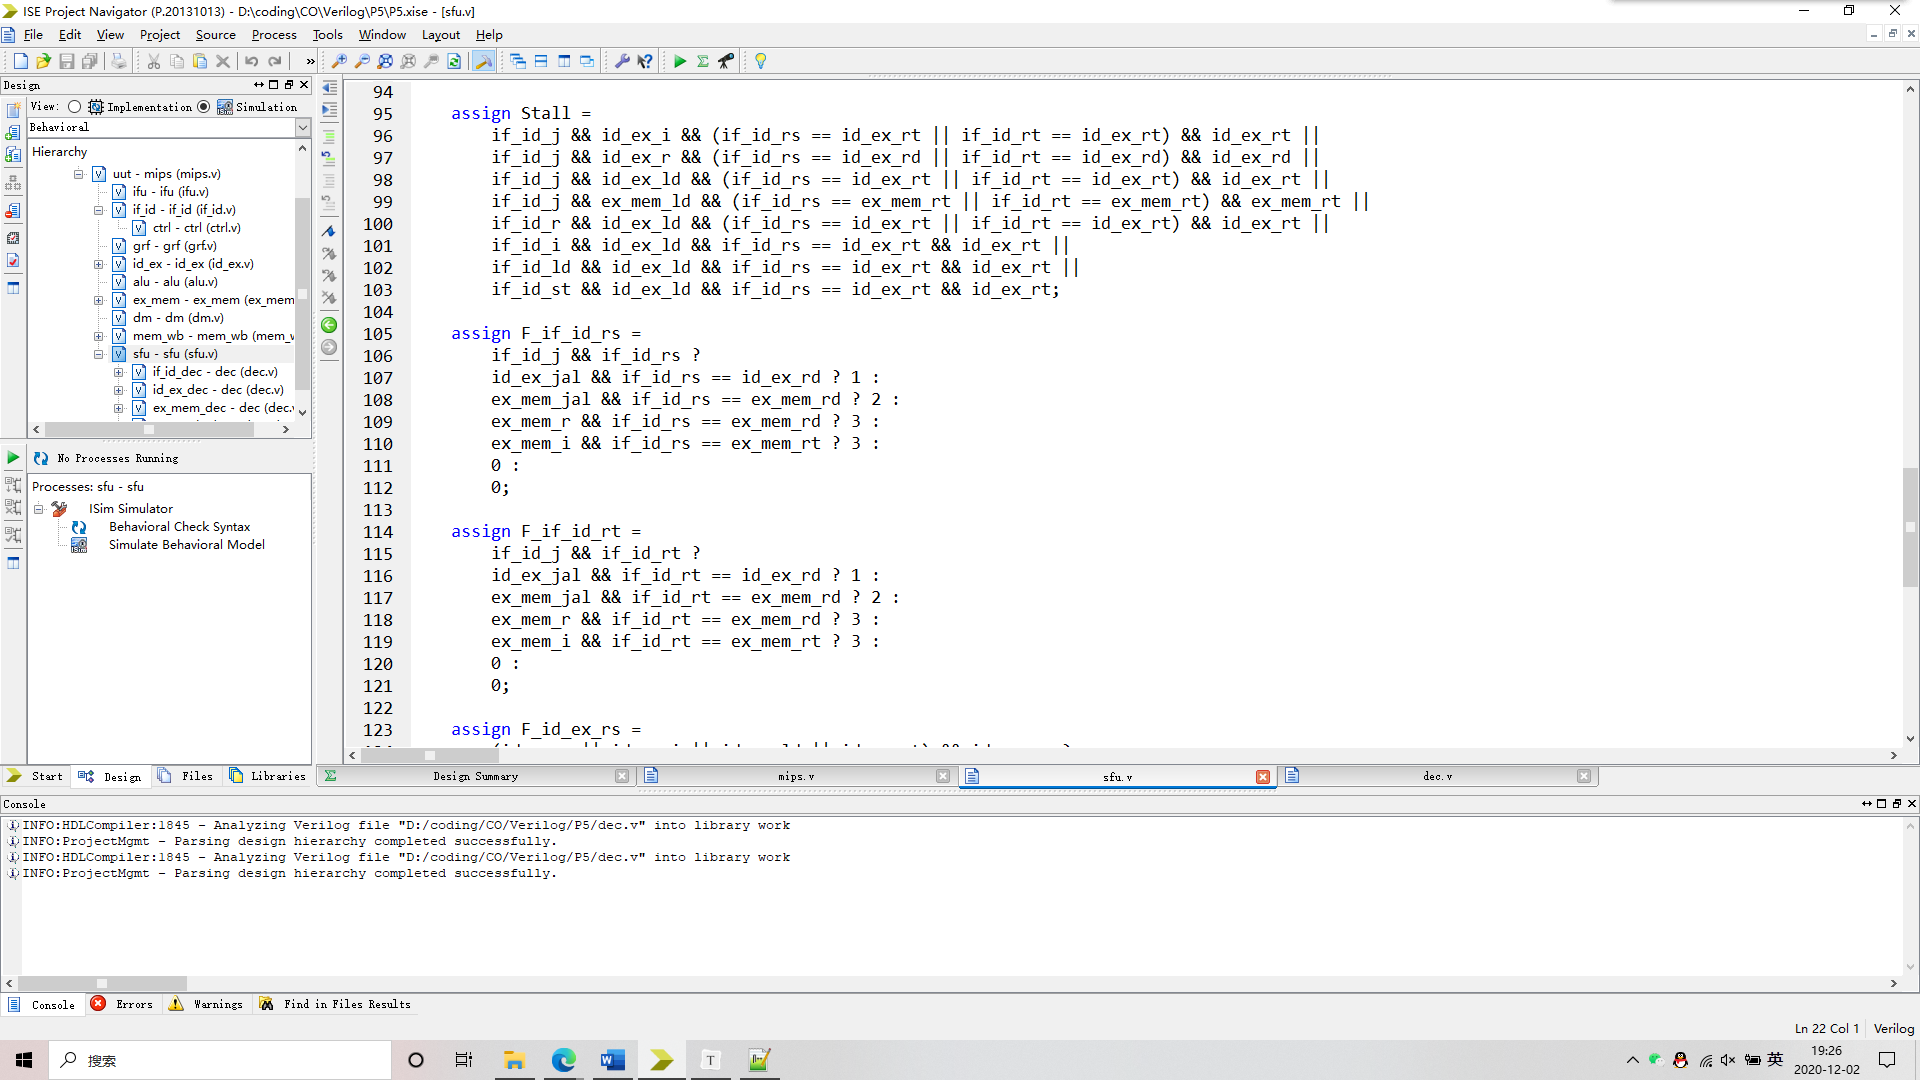 ISE Project Navigator (P.20131013) - D:\coding\CO\Verilog\P5\P5.xise - [sfu.v]
File Edit View Project Source Process Tools Window Layout Help
Design
View: Implementation Simulation
Behavioral
Hierarchy
uut - mips (mips.v)
ifu - ifu (ifu.v)
if_id - if_id (if_id.v)
ctrl - ctrl (ctrl.v)
grf - grf (grf.v)
id_ex - id_ex (id_ex.v)
alu - alu (alu.v)
ex_mem - ex_mem (ex_mem
dm - dm (dm.v)
mem_wb - mem_wb (mem_w
sfu - sfu (sfu.v)
if_id_dec - dec (dec.v)
id_ex_dec - dec (dec.v)
ex_mem_dec - dec (dec.v
No Processes Running
Processes: sfu - sfu
ISim Simulator
Behavioral Check Syntax
Simulate Behavioral Model
94
95 assign Stall =
96 if_id_j && id_ex_i && (if_id_rs == id_ex_rt || if_id_rt == id_ex_rt) && id_ex_rt ||
97 if_id_j && id_ex_r && (if_id_rs == id_ex_rd || if_id_rt == id_ex_rd) && id_ex_rd ||
98 if_id_j && id_ex_ld && (if_id_rs == id_ex_rt || if_id_rt == id_ex_rt) && id_ex_rt ||
99 if_id_j && ex_mem_ld && (if_id_rs == ex_mem_rt || if_id_rt == ex_mem_rt) && ex_mem_rt ||
100 if_id_r && id_ex_ld && (if_id_rs == id_ex_rt || if_id_rt == id_ex_rt) && id_ex_rt ||
101 if_id_i && id_ex_ld && if_id_rs == id_ex_rt && id_ex_rt ||
102 if_id_ld && id_ex_ld && if_id_rs == id_ex_rt && id_ex_rt ||
103 if_id_st && id_ex_ld && if_id_rs == id_ex_rt && id_ex_rt;
104
105 assign F_if_id_rs =
106 if_id_j && if_id_rs ?
107 id_ex_jal && if_id_rs == id_ex_rd ? 1 :
108 ex_mem_jal && if_id_rs == ex_mem_rd ? 2 :
109 ex_mem_r && if_id_rs == ex_mem_rd ? 3 :
110 ex_mem_i && if_id_rs == ex_mem_rt ? 3 :
111 0 :
112 0;
113
114 assign F_if_id_rt =
115 if_id_j && if_id_rt ?
116 id_ex_jal && if_id_rt == id_ex_rd ? 1 :
117 ex_mem_jal && if_id_rt == ex_mem_rd ? 2 :
118 ex_mem_r && if_id_rt == ex_mem_rd ? 3 :
119 ex_mem_i && if_id_rt == ex_mem_rt ? 3 :
120 0 :
121 0;
122
123 assign F_id_ex_rs =
Start Design Files Libraries
Design Summary mips.v sfu.v dec.v
Console
INFO:HDLCompiler:1845 - Analyzing Verilog file "D:/coding/CO/Verilog/P5/dec.v" into library work
INFO:ProjectMgmt - Parsing design hierarchy completed successfully.
INFO:HDLCompiler:1845 - Analyzing Verilog file "D:/coding/CO/Verilog/P5/dec.v" into library work
INFO:ProjectMgmt - Parsing design hierarchy completed successfully.
Console Errors Warnings Find in Files Results
Ln 22 Col 1 Verilog
搜索
英
19:26
2020-12-02